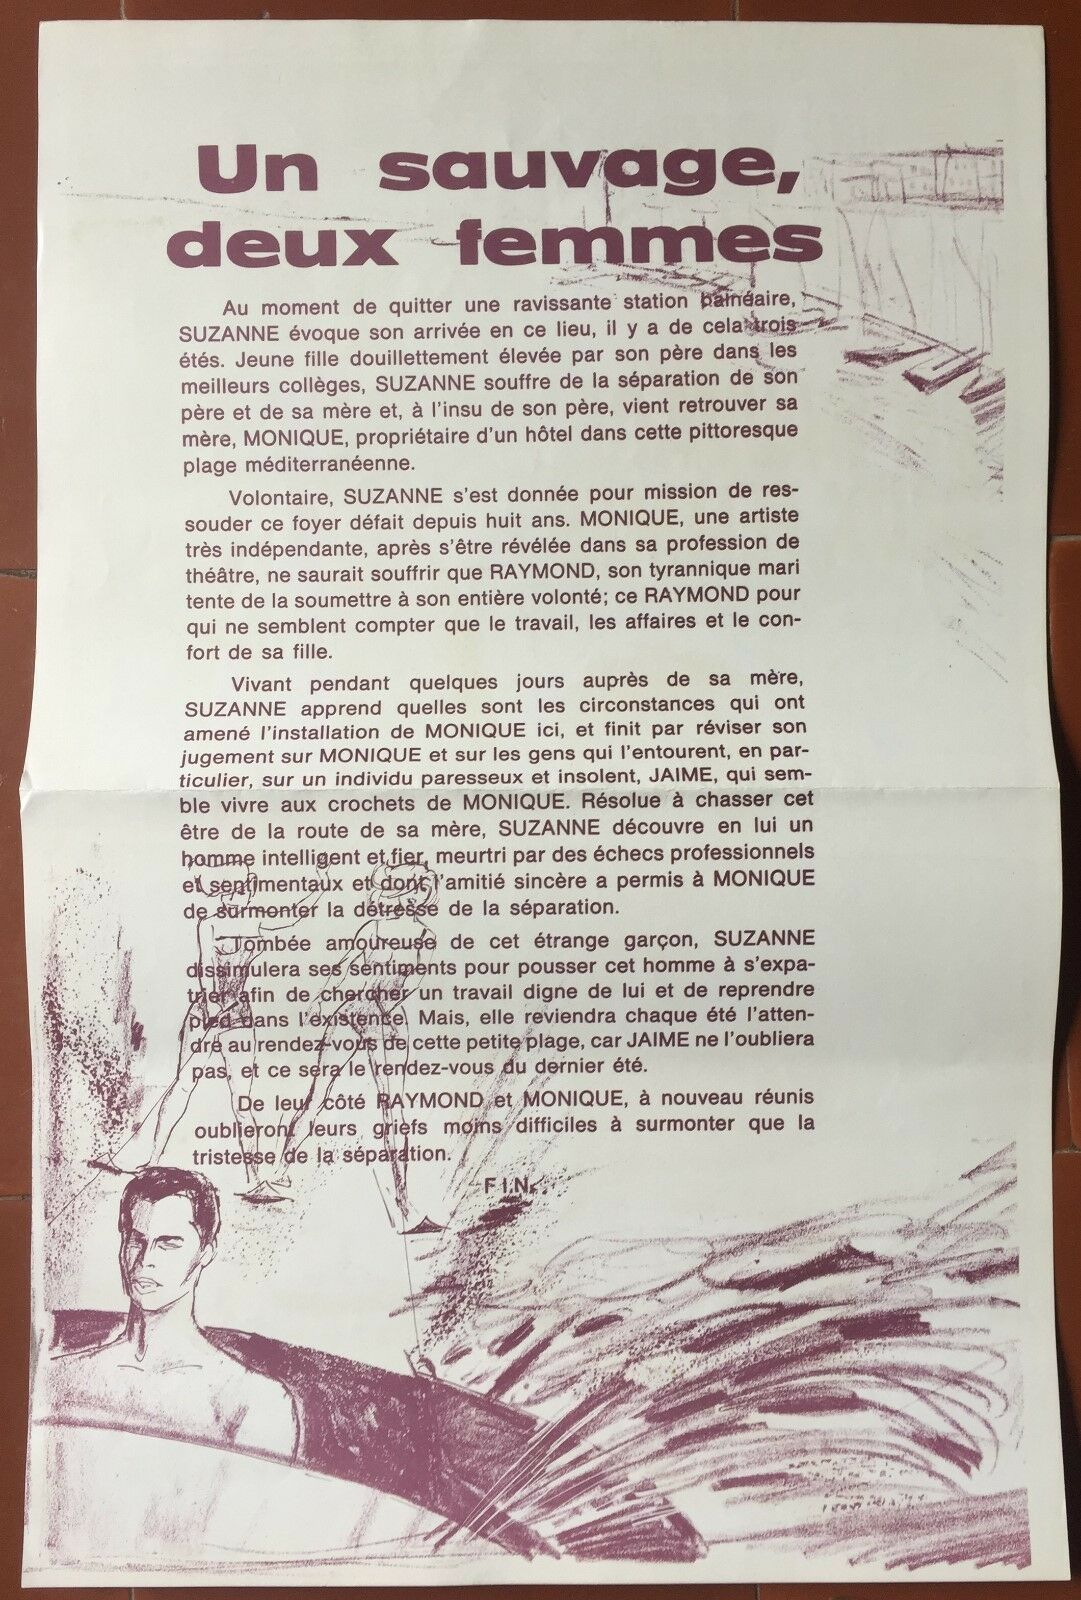 Un sauvage,
deux femmes
Au moment de quitter une ravissante station balnéaire,
SUZANNE évoque son arrivée en ce lieu, il y a de cela trois
étés. Jeune fille douillettement élevée par son père dans les
meilleurs collèges, SUZANNE souffre de la séparation de son
père et de sa mère et, à l'insu de son père, vient retrouver sa
mère, MONIQUE, propriétaire d'un hôtel dans cette pittoresque
plage méditerranéenne.
Volontaire, SUZANNE s'est donnée pour mission de res-
souder ce foyer défait depuis huit ans. MONIQUE, une artiste
très indépendante, après s'être révélée dans sa profession de
théâtre, ne saurait souffrir que RAYMOND, son tyrannique mari
tente de la soumettre à son entière volonté; ce RAYMOND pour
qui ne semblent compter que le travail, les affaires et le con-
fort de sa fille.
Vivant pendant quelques jours auprès de sa mère,
SUZANNE apprend quelles sont les circonstances qui ont
amené l'installation de MONIQUE ici, et finit par réviser son
jugement sur MONIQUE et sur les gens qui l'entourent, en par-
ticulier, sur un individu paresseux et insolent, JAIME, qui sem-
ble vivre aux crochets de MONIQUE. Résolue à chasser cet
être de la route de sa mère, SUZANNE découvre en lui un
homme intelligent et fier, meurtri par des échecs professionnels
et sentimentaux et dont l'amitié sincère a permis à MONIQUE
de surmonter la détresse de la séparation.
Tombée amoureuse de cet étrange garçon, SUZANNE
dissimulera ses sentiments pour pousser cet homme à s'expa-
trier afin de chercher un travail digne de lui et de reprendre
pied dans l'existence. Mais, elle reviendra chaque été l'atten-
dre au rendez-vous de cette petite plage, car JAIME ne l'oubliera
pas, et ce sera le rendez-vous du dernier été.
De leur côté RAYMOND et MONIQUE, à nouveau réunis
oublieront leurs griefs moins difficiles à surmonter que la
tristesse de la séparation.
FIN.